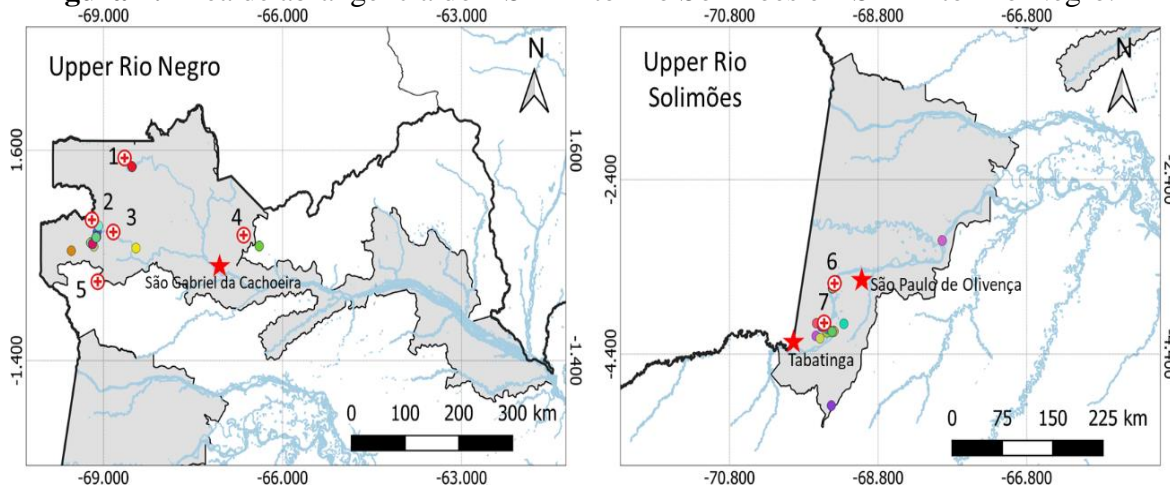 -69.000 -66.000 -63.000
Upper Rio Negro
N
1.600
1
2
3
4
5
São Gabriel da Cachoeira
-1.400
0 100 200 300 km
-69.000 -66.000 -63.000
-70.800 -68.800 -66.800
Upper Rio
Solimões
N
-2.400
6
São Paulo de Olivença
7
Tabatinga
0 75 150 225 km
-70.800 -68.800 -66.800